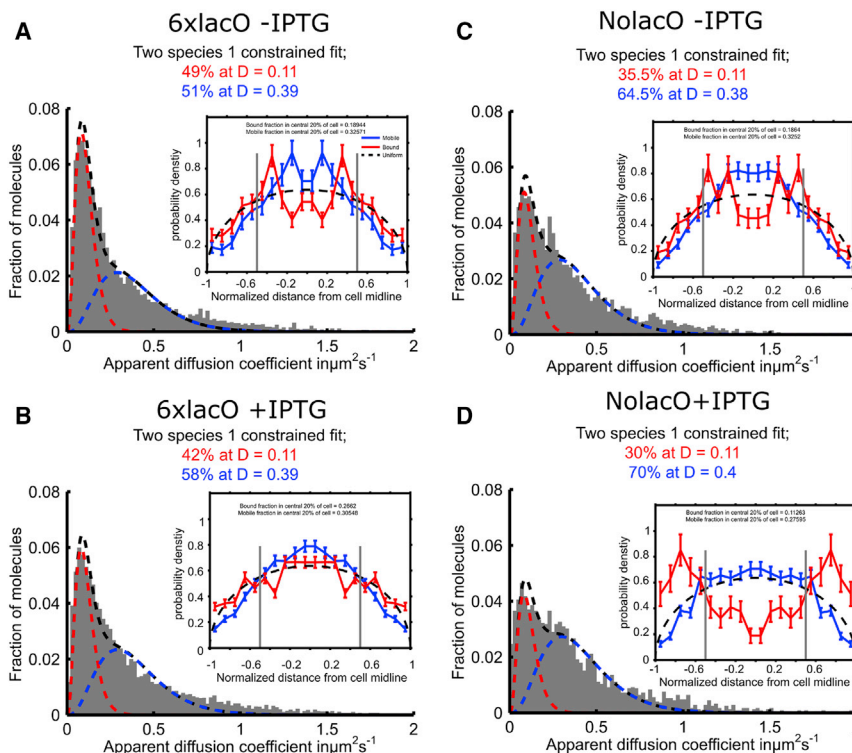 A
6xlacO -IPTG
Two species 1 constrained fit;
49% at D = 0.11
51% at D = 0.39
Fraction of molecules
0.08
0.06
0.04
0.02
0
0 0.5 1 1.5 2
Apparent diffusion coefficient inμm²s⁻¹
Bound fraction in central 20% of cell = 0.18944
Mobile fraction in central 20% of cell = 0.32571
Mobile
Bound
Uniform
probability denstiy
1
0.8
0.6
0.4
0.2
0
-1 -0.6 -0.2 0.2 0.6 1
Normalized distance from cell midline
C
NolacO -IPTG
Two species 1 constrained fit;
35.5% at D = 0.11
64.5% at D = 0.38
Fraction of molecules
0.08
0.06
0.04
0.02
0
0 0.5 1 1.5 2
Apparent diffusion coefficient inμm²s⁻¹
Bound fraction in central 20% of cell = 0.1864
Mobile fraction in central 20% of cell = 0.3252
probability denstiy
1
0.8
0.6
0.4
0.2
0
-1 -0.6 -0.2 0.2 0.6
Normalized distance from cell midline
B
6xlacO +IPTG
Two species 1 constrained fit;
42% at D = 0.11
58% at D = 0.39
Fraction of molecules
0.08
0.06
0.04
0.02
0
0 0.5 1 1.5 2
Apparent diffusion coefficient inμm²s⁻¹
Bound fraction in central 20% of cell = 0.2662
Mobile fraction in central 20% of cell = 0.30548
probability denstiy
1
0.8
0.6
0.4
0.2
0
-1 -0.6 -0.2 0.2 0.6 1
Normalized distance from cell midline
D
NolacO+IPTG
Two species 1 constrained fit;
30% at D = 0.11
70% at D = 0.4
Fraction of molecules
0.08
0.06
0.04
0.02
0
0 0.5 1 1.5
Apparent diffusion coefficient inμm²s⁻¹
Bound fraction in central 20% of cell = 0.11263
Mobile fraction in central 20% of cell = 0.27595
probability denstiy
1
0.8
0.6
0.4
0.2
0
-1 -0.6 -0.2 0.2 0.6
Normalized distance from cell midline